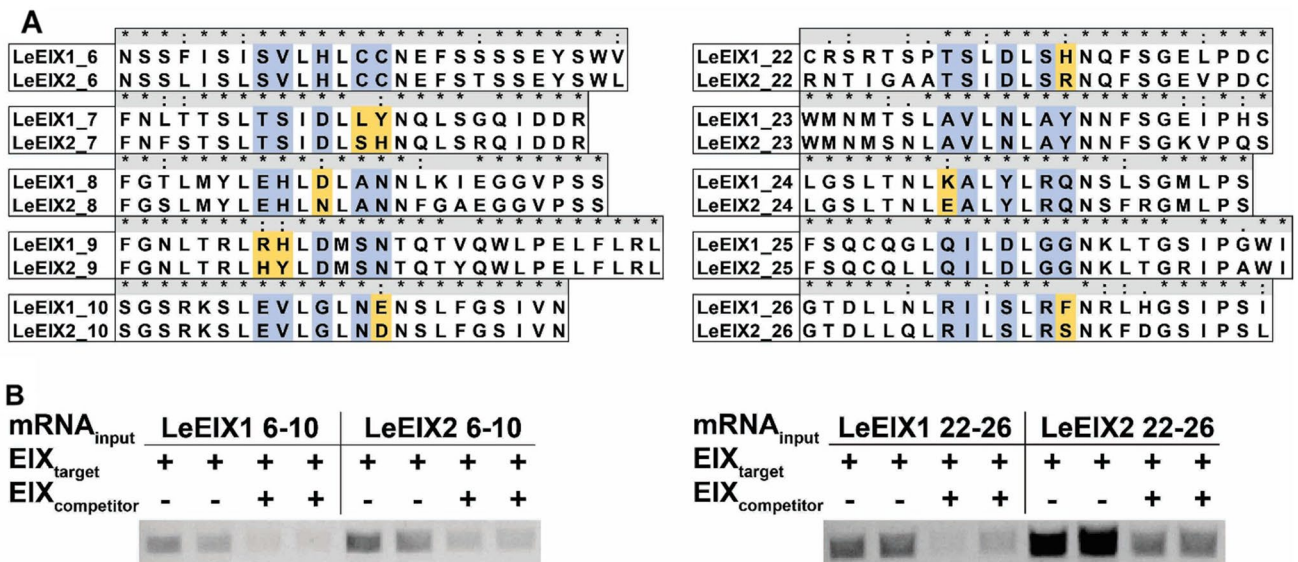 A
LeEIX1_6 N S S F I S I S V L H L C C N E F S S S S E Y S W V
LeEIX2_6 N S S L I S L S V L H L C C N E F S T S S E Y S W L
LeEIX1_7 F N L T T S L T S I D L L Y N Q L S G Q I D D R
LeEIX2_7 F N F S T S L T S I D L S H N Q L S R Q I D D R
LeEIX1_8 F G T L M Y L E H L D L A N N L K I E G G V P S S
LeEIX2_8 F G S L M Y L E H L N L A N N F G A E G G V P S S
LeEIX1_9 F G N L T R L R H L D M S N T Q T V Q W L P E L F L R L
LeEIX2_9 F G N L T R L H Y L D M S N T Q T Y Q W L P E L F L R L
LeEIX1_10 S G S R K S L E V L G L N E N S L F G S I V N
LeEIX2_10 S G S R K S L E V L G L N D N S L F G S I V N
LeEIX1_22 C R S R T S P T S L D L S H N Q F S G E L P D C
LeEIX2_22 R N T I G A A T S I D L S R N Q F S G E V P D C
LeEIX1_23 W M N M T S L A V L N L A Y N N F S G E I P H S
LeEIX2_23 W M N M S N L A V L N L A Y N N F S G K V P Q S
LeEIX1_24 L G S L T N L K A L Y L R Q N S L S G M L P S
LeEIX2_24 L G S L T N L E A L Y L R Q N S F R G M L P S
LeEIX1_25 F S Q C Q G L Q I L D L G G N K L T G S I P G W I
LeEIX2_25 F S Q C Q L L Q I L D L G G N K L T G R I P A W I
LeEIX1_26 G T D L L N L R I I S L R F N R L H G S I P S I
LeEIX2_26 G T D L L Q L R I L S L R S N K F D G S I P S L
B
mRNAinput LeEIX1 6-10 LeEIX2 6-10
EIXtarget + + + + + + + +
EIXcompetitor - - + + - - + +
mRNAinput LeEIX1 22-26 LeEIX2 22-26
EIXtarget + + + + + + + +
EIXcompetitor - - + + - - + +